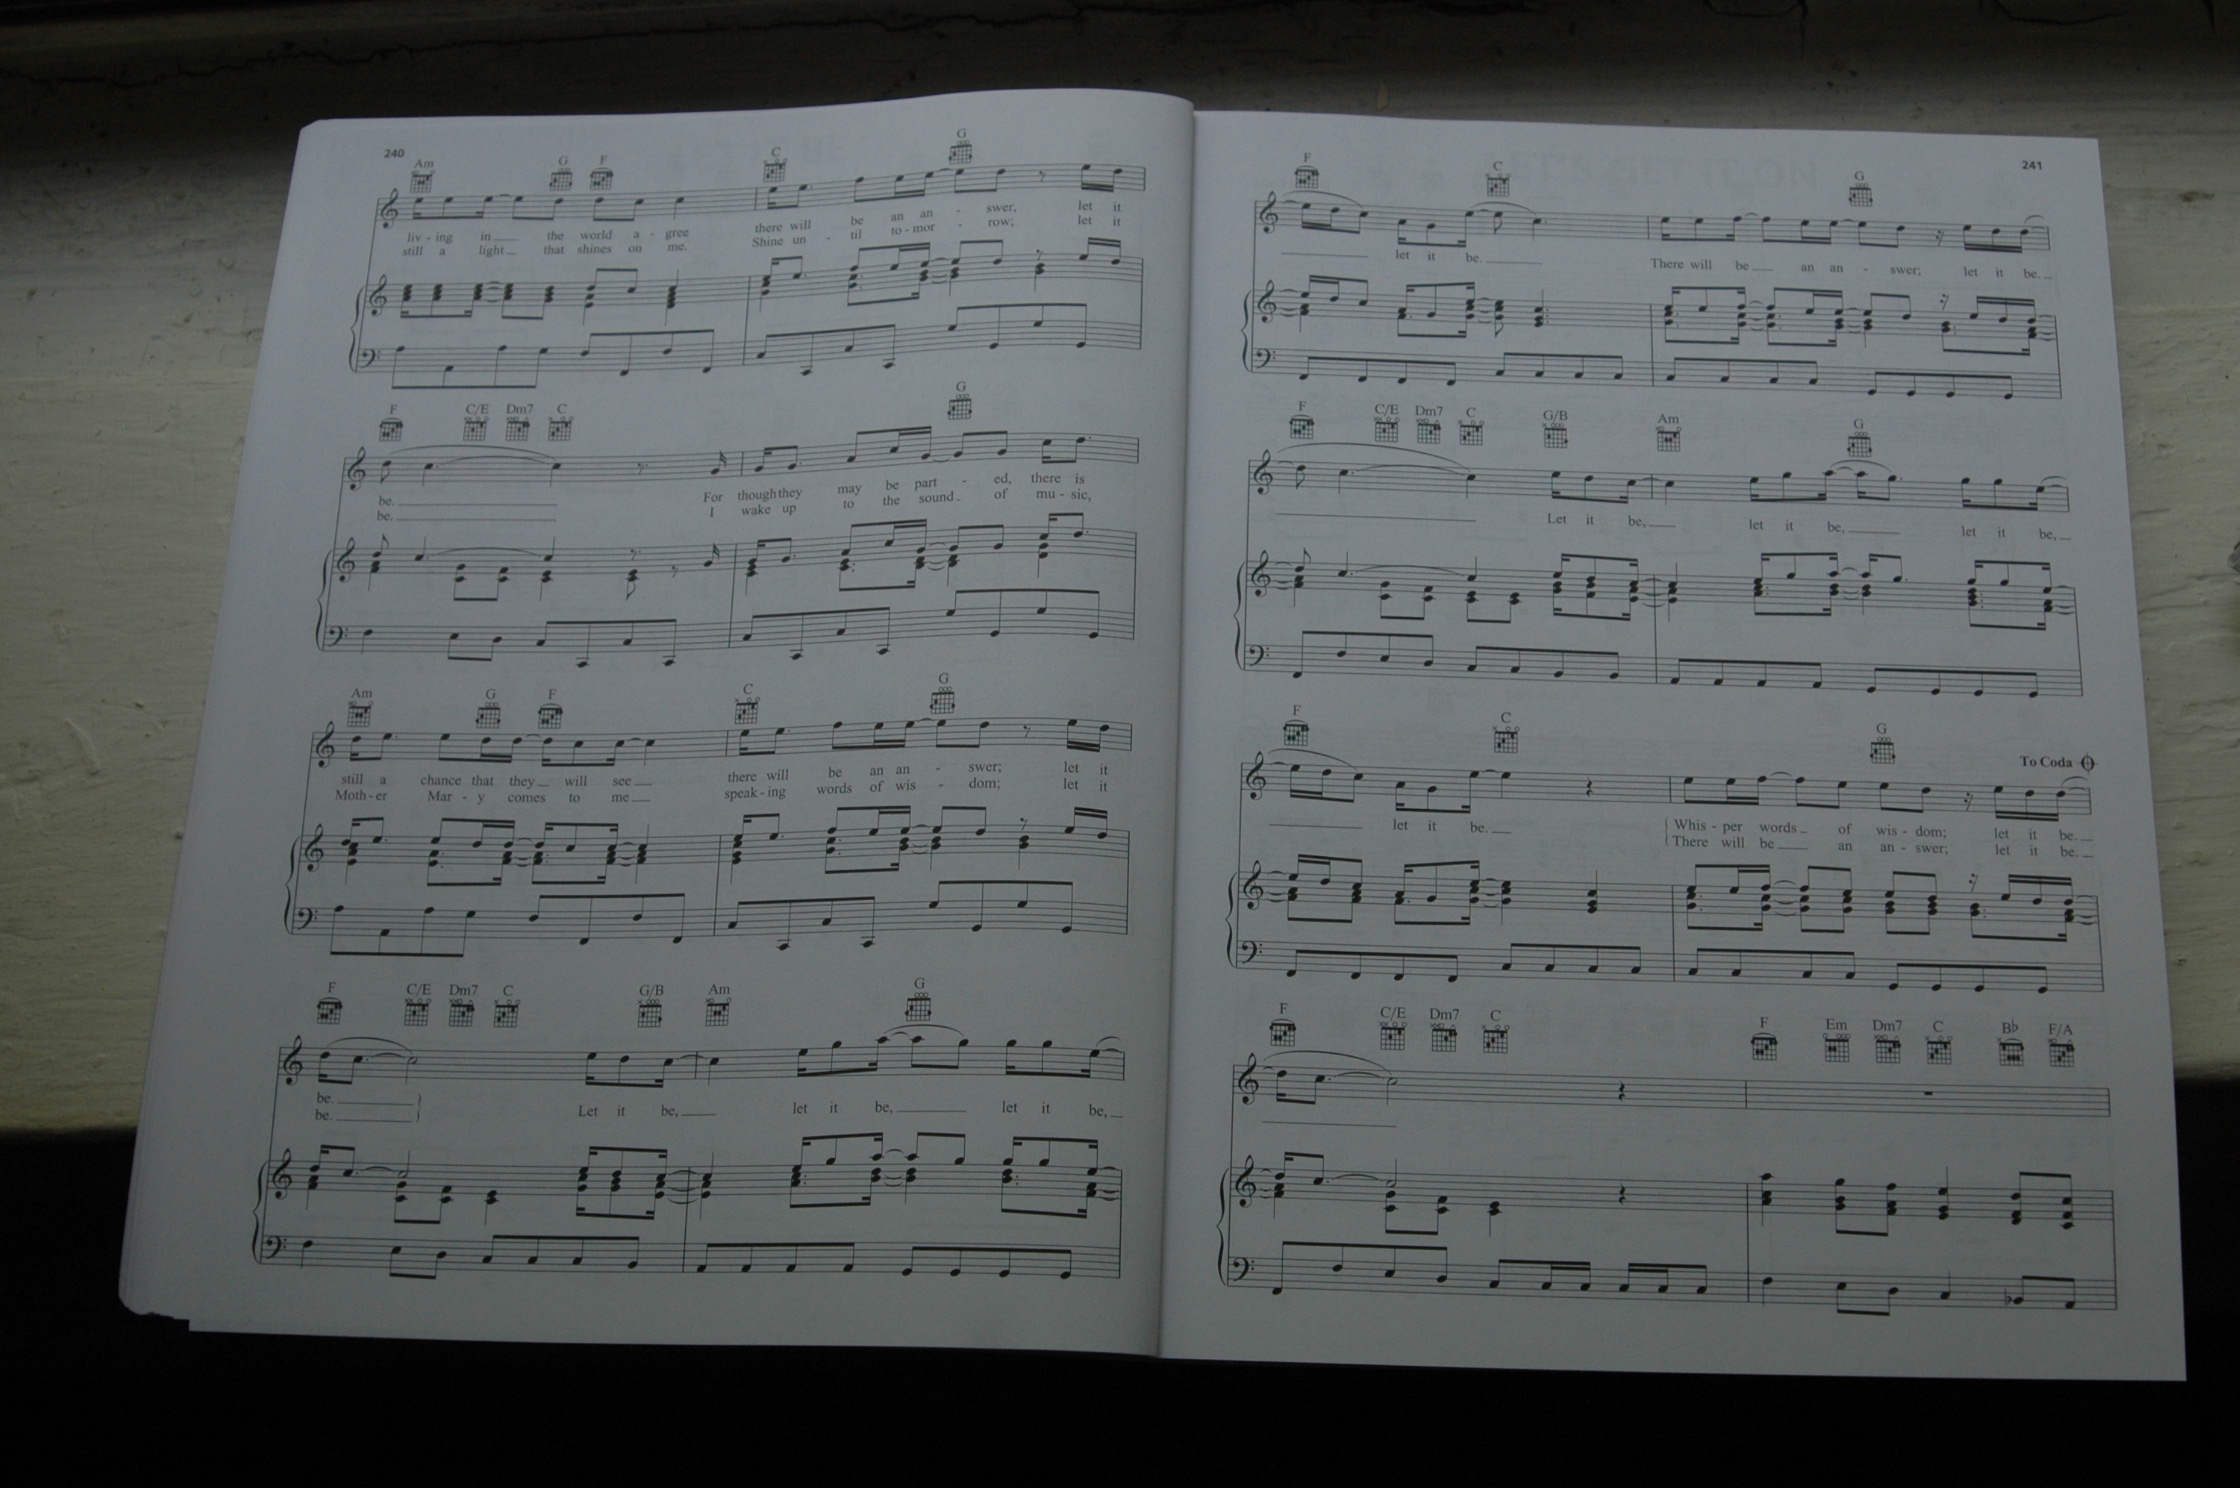 240
Am G F C G
liv - ing in the world a - gree there will be an an - swer, let it
still a light that shines on me. Shine un - til to - mor - row; let it
F C/E Dm7 C G
be. For though they may be part - ed, there is
be. I wake up to the sound of mu - sic,
Am G F C G
still a chance that they will see there will be an an - swer; let it
Moth - er Mar - y comes to me speak - ing words of wis - dom; let it
F C/E Dm7 C G/B Am G
be. Let it be, let it be, let it be,
be.
241
F C G
let it be. There will be an an - swer; let it be.
F C/E Dm7 C G/B Am G
Let it be, let it be, let it be,
F C G
To Coda
let it be. Whis - per words of wis - dom; let it be.
There will be an an - swer; let it be.
F C/E Dm7 C F Em Dm7 C B♭ F/A